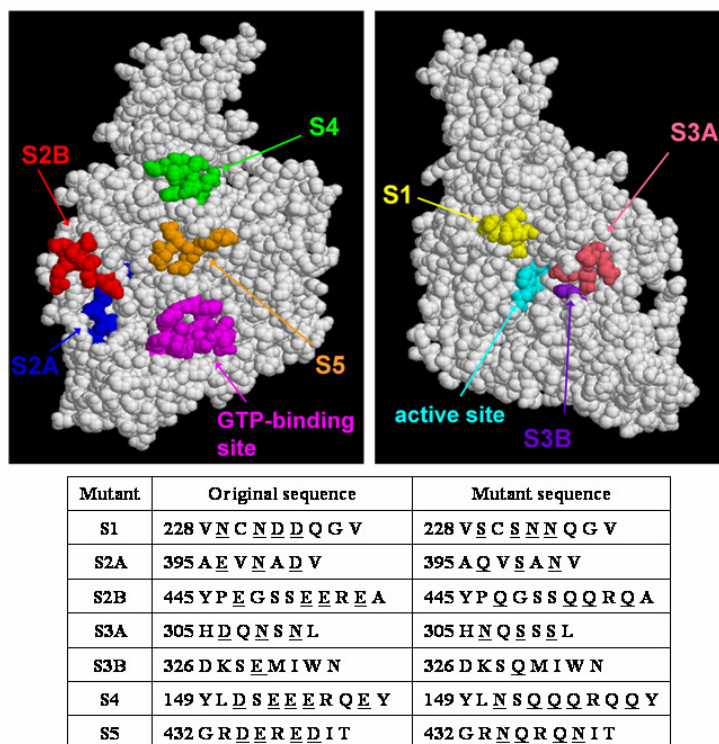 S4
S2B
S2A
S5
GTP-binding
site
S3A
S1
active site
S3B
Mutant Original sequence Mutant sequence
S1 228 V N C N D D Q G V 228 V S C S N N Q G V
S2A 395 A E V N A D V 395 A Q V S A N V
S2B 445 Y P E G S S E E R E A 445 Y P Q G S S Q Q R Q A
S3A 305 H D Q N S N L 305 H N Q S S S L
S3B 326 D K S E M I W N 326 D K S Q M I W N
S4 149 Y L D S E E E R Q E Y 149 Y L N S Q Q Q R Q Q Y
S5 432 G R D E R E D I T 432 G R N Q R Q N I T